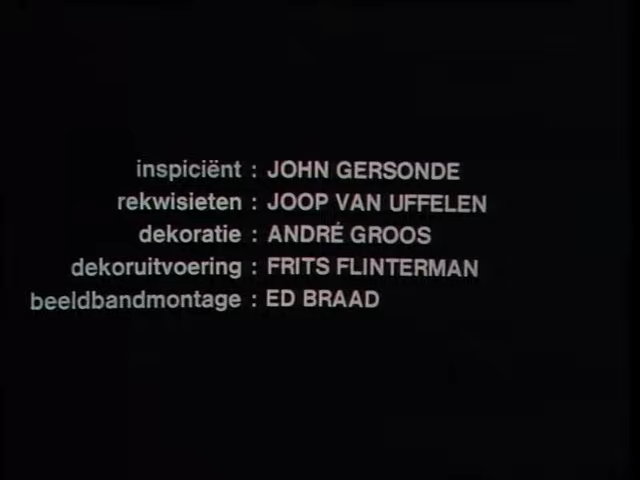 inspiciënt : JOHN GERSONDE
rekwisieten : JOOP VAN UFFELEN
dekoratie : ANDRÉ GROOS
dekoruitvoering : FRITS FLINTERMAN
beeldbandmontage : ED BRAAD